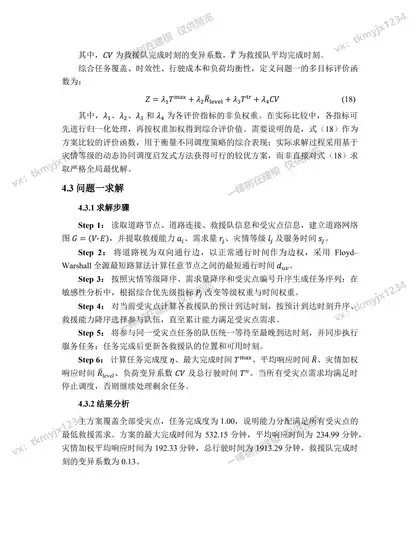 其中，CV 为救援队完成时刻的变异系数，T̄ 为救援队平均完成时刻。
综合任务覆盖、时效性、行驶成本和负荷均衡性，定义问题一的多目标评价函
数为：
Z = λ₁Tᵐᵃˣ + λ₂R̄level + λ₃Tᵗʳ + λ₄CV (18)
其中，λ₁、λ₂、λ₃ 和 λ₄ 为各评价指标的非负权重。在实际比较中，各指标可
先进行归一化处理，再按权重加权得到综合评价值。需要说明的是，式（18）作为
方案比较的评价函数，用于衡量不同调度策略的综合表现；实际求解过程采用基于
灾情等级的动态协同调度启发式方法获得可行的较优方案，而非直接对式（18）求
取严格全局最优解。
4.3 问题一求解
4.3.1 求解步骤
Step 1： 读取道路节点、道路连接、救援队信息和受灾点信息，建立道路网络
图 G = (V·E)，并提取救援能力 aᵢ、需求量 rⱼ、灾情等级 lⱼ 及服务时间 sⱼ。
Step 2： 将道路视为双向通行边，以正常通行时间作为边权，采用 Floyd–
Warshall 全源最短路算法计算任意节点之间的最短通行时间 duv。
Step 3： 按照灾情等级降序、需求量降序和受灾点编号升序生成任务序列；在
敏感性分析中，根据综合优先级指标 Pⱼ 改变等级权重与时间权重。
Step 4： 对当前受灾点计算各救援队的预计到达时刻，按预计到达时刻升序、
救援能力降序选择参与队伍，直至累计能力满足受灾点需求。
Step 5： 将参与同一受灾点任务的队伍统一等待至最晚到达时刻，并同步执行
服务任务；任务完成后更新各救援队的位置和可用时刻。
Step 6： 计算任务完成度 η、最大完成时间 Tᵐᵃˣ、平均响应时间 R̄、灾情加权
响应时间 R̄level、负荷变异系数 CV 及总行驶时间 Tᵗʳ。当所有受灾点需求均满足时
停止调度，否则继续处理剩余任务。
4.3.2 结果分析
主方案覆盖全部受灾点，任务完成度为 1.00，说明能力分配满足所有受灾点的
最低救援需求。方案的最大完成时间为 532.15 分钟，平均响应时间为 234.99 分钟，
灾情加权平均响应时间为 192.33 分钟，总行驶时间为 1913.29 分钟，救援队完成时
刻的变异系数为 0.13。
vx：tkmyjx1234
vx：tkmyjx1234
vx：tkmyjx1234
vx：tkmyjx1234